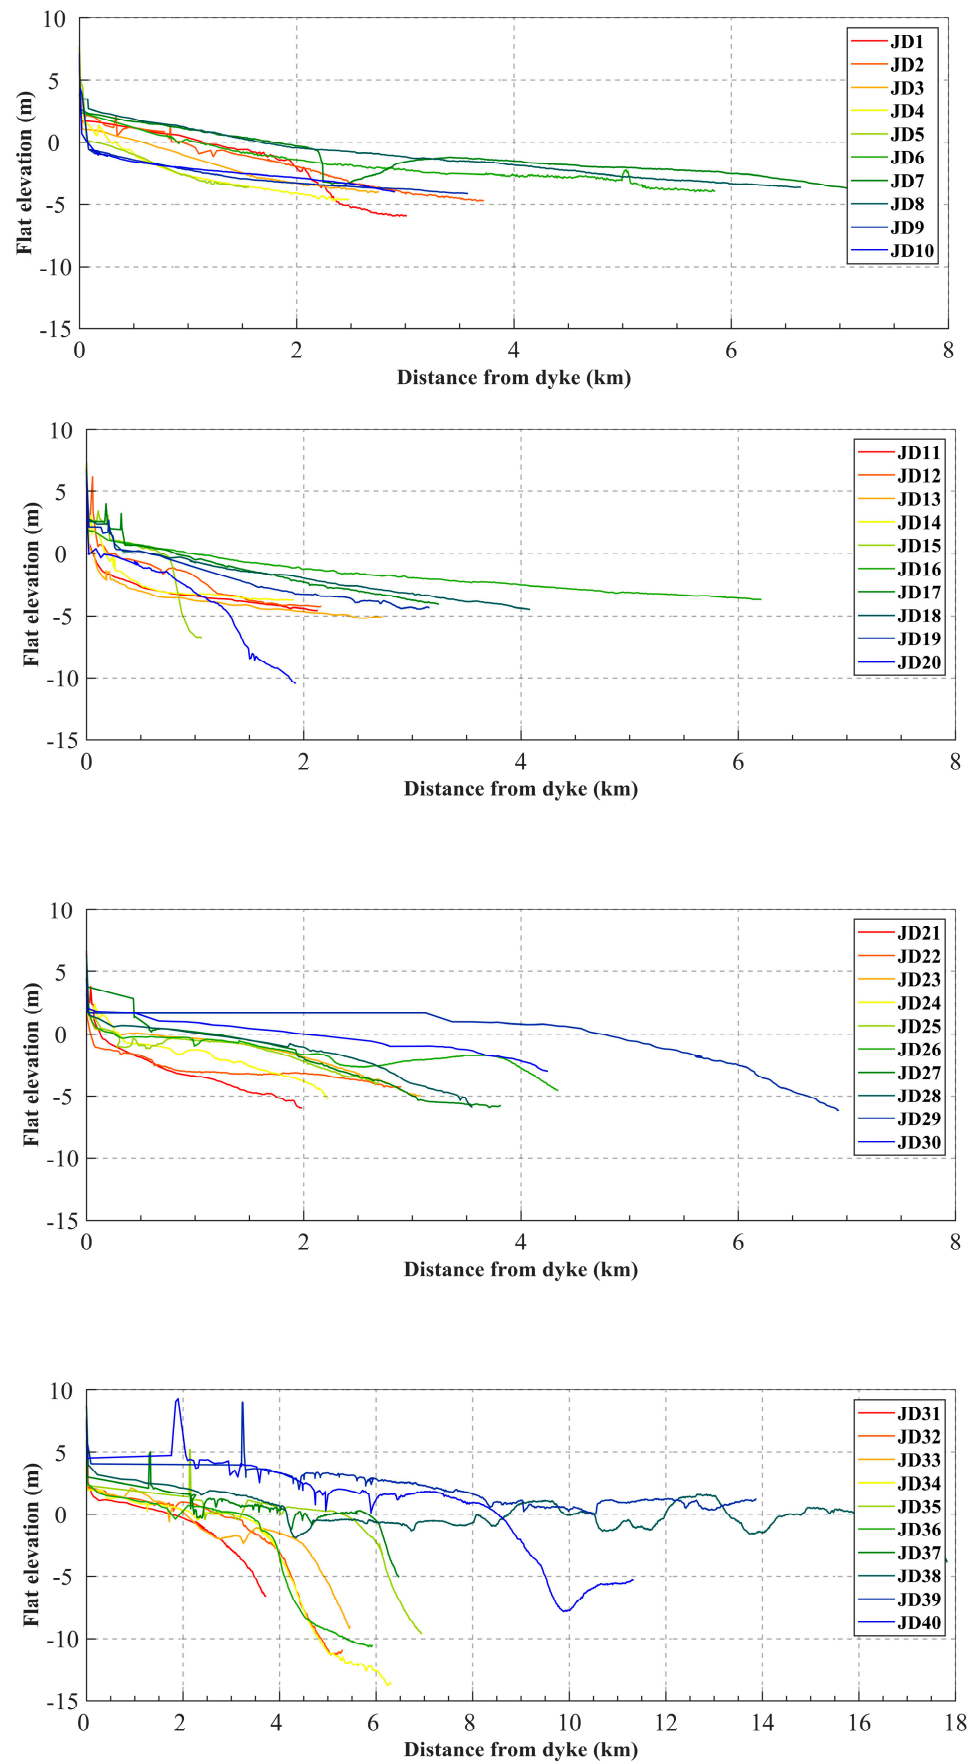 10
5
0
-5
-10
-15
Flat elevation (m)
JD1
JD2
JD3
JD4
JD5
JD6
JD7
JD8
JD9
JD10
0 2 4 6 8
Distance from dyke (km)
10
5
0
-5
-10
-15
Flat elevation (m)
JD11
JD12
JD13
JD14
JD15
JD16
JD17
JD18
JD19
JD20
0 2 4 6 8
Distance from dyke (km)
10
5
0
-5
-10
-15
Flat elevation (m)
JD21
JD22
JD23
JD24
JD25
JD26
JD27
JD28
JD29
JD30
0 2 4 6 8
Distance from dyke (km)
10
5
0
-5
-10
-15
Flat elevation (m)
JD31
JD32
JD33
JD34
JD35
JD36
JD37
JD38
JD39
JD40
0 2 4 6 8 10 12 14 16 18
Distance from dyke (km)